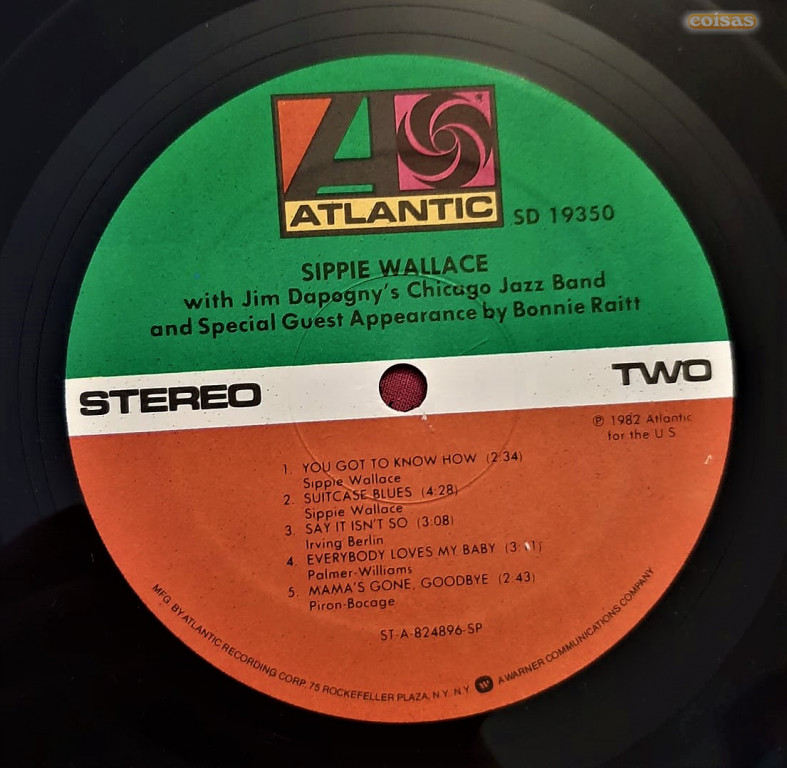 coisas
ATLANTIC
SD 19350
SIPPIE WALLACE
with Jim Dapogny's Chicago Jazz Band
and Special Guest Appearance by Bonnie Raitt
STEREO
TWO
℗ 1982 Atlantic
for the U S
1. YOU GOT TO KNOW HOW (2:34)
Sippie Wallace
2. SUITCASE BLUES (4:28)
Sippie Wallace
3. SAY IT ISN'T SO (3:08)
Irving Berlin
4. EVERYBODY LOVES MY BABY
Palmer-Williams
5. MAMA'S GONE, GOODBYE (2:43)
Piron-Bocage
ST-A-824896-SP
MFG. BY ATLANTIC RECORDING CORP. 75 ROCKEFELLER PLAZA, N.Y. N.Y. A WARNER COMMUNICATIONS COMPANY